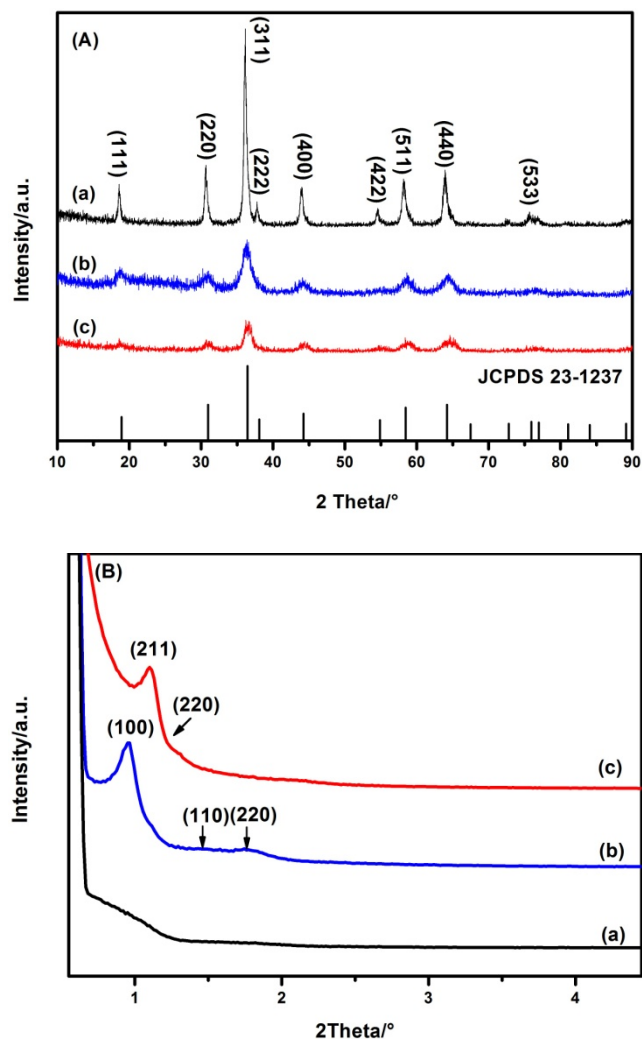 (A)
(311)
(111)
(220)
(222)
(400)
(422)
(511)
(440)
(533)
(a)
(b)
(c)
JCPDS 23-1237
Intensity/a.u.
10 20 30 40 50 60 70 80 90
2 Theta/°
(B)
(211)
(220)
(100)
(110)(220)
(c)
(b)
(a)
Intensity/a.u.
1 2 3 4
2Theta/°